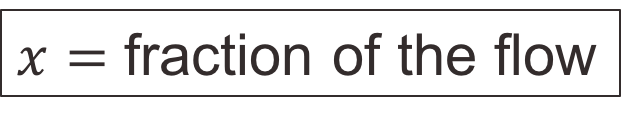 x = fraction of the flow